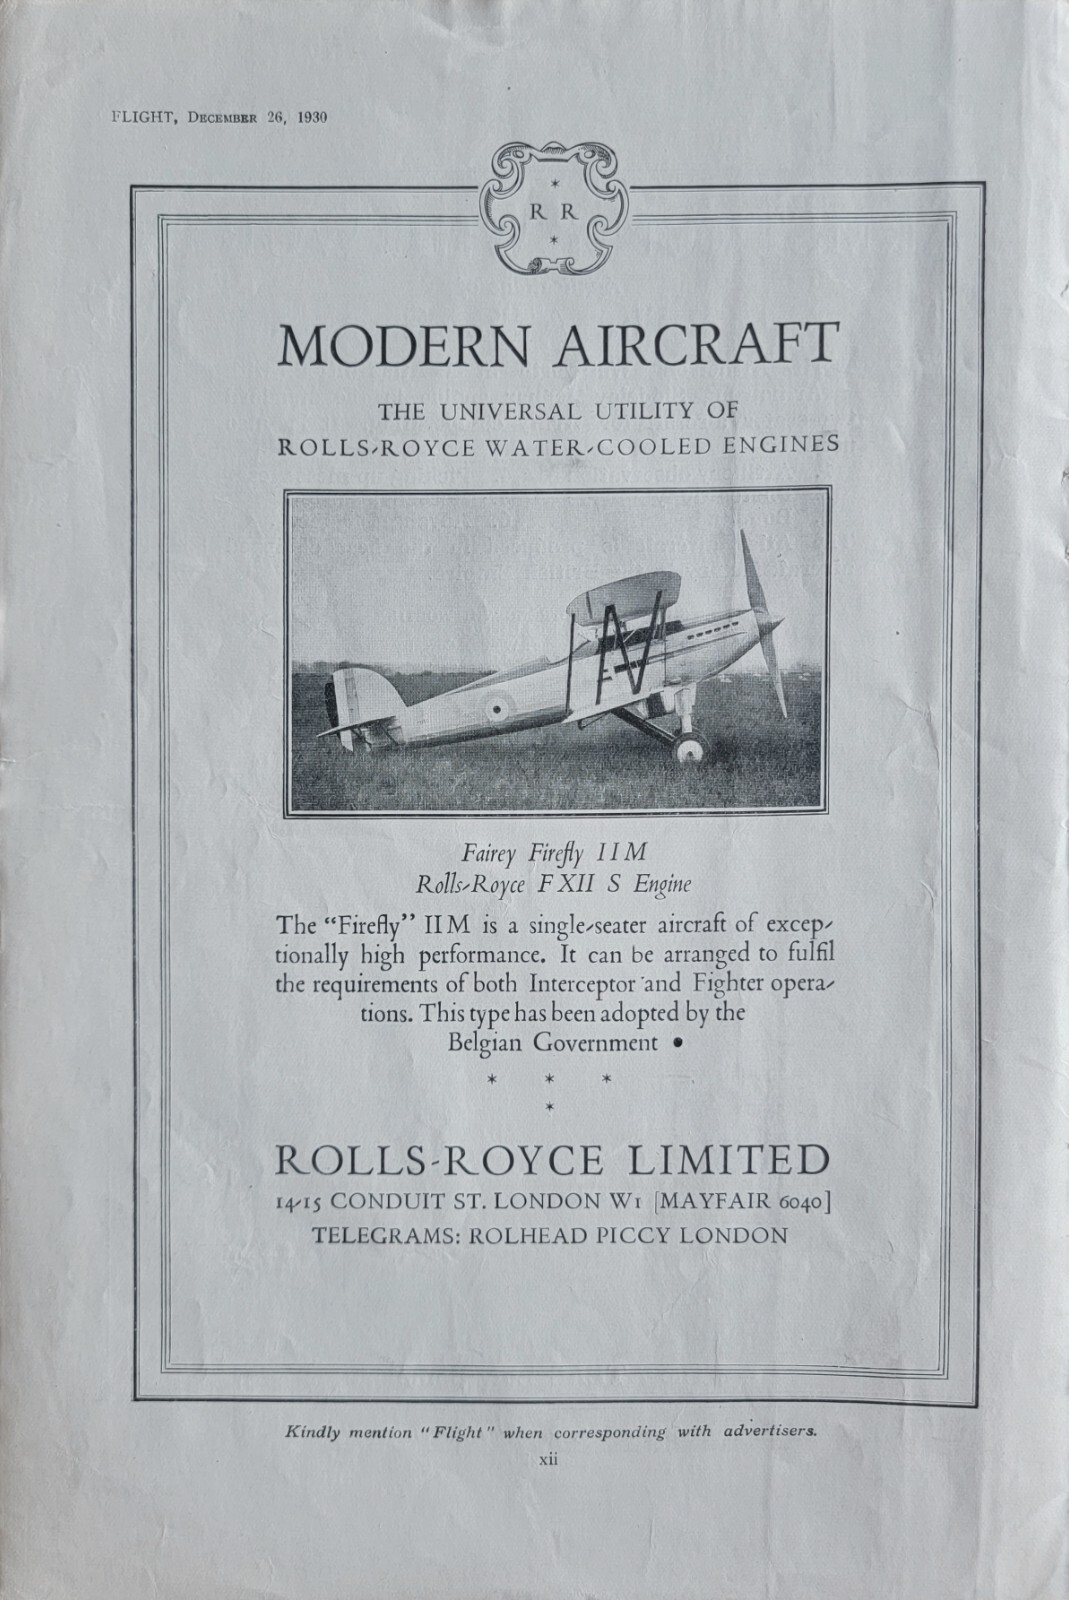 FLIGHT, DECEMBER 26, 1930
* 
R R
*
MODERN AIRCRAFT
THE UNIVERSAL UTILITY OF
ROLLS-ROYCE WATER-COOLED ENGINES
Fairey Firefly IIM
Rolls-Royce F XII S Engine
The “Firefly” IIM is a single-seater aircraft of excep-
tionally high performance. It can be arranged to fulfil
the requirements of both Interceptor and Fighter opera-
tions. This type has been adopted by the
Belgian Government •
* * *
*
ROLLS-ROYCE LIMITED
14-15 CONDUIT ST. LONDON W1 [MAYFAIR 6040]
TELEGRAMS: ROLHEAD PICCY LONDON
Kindly mention “Flight” when corresponding with advertisers.
xii